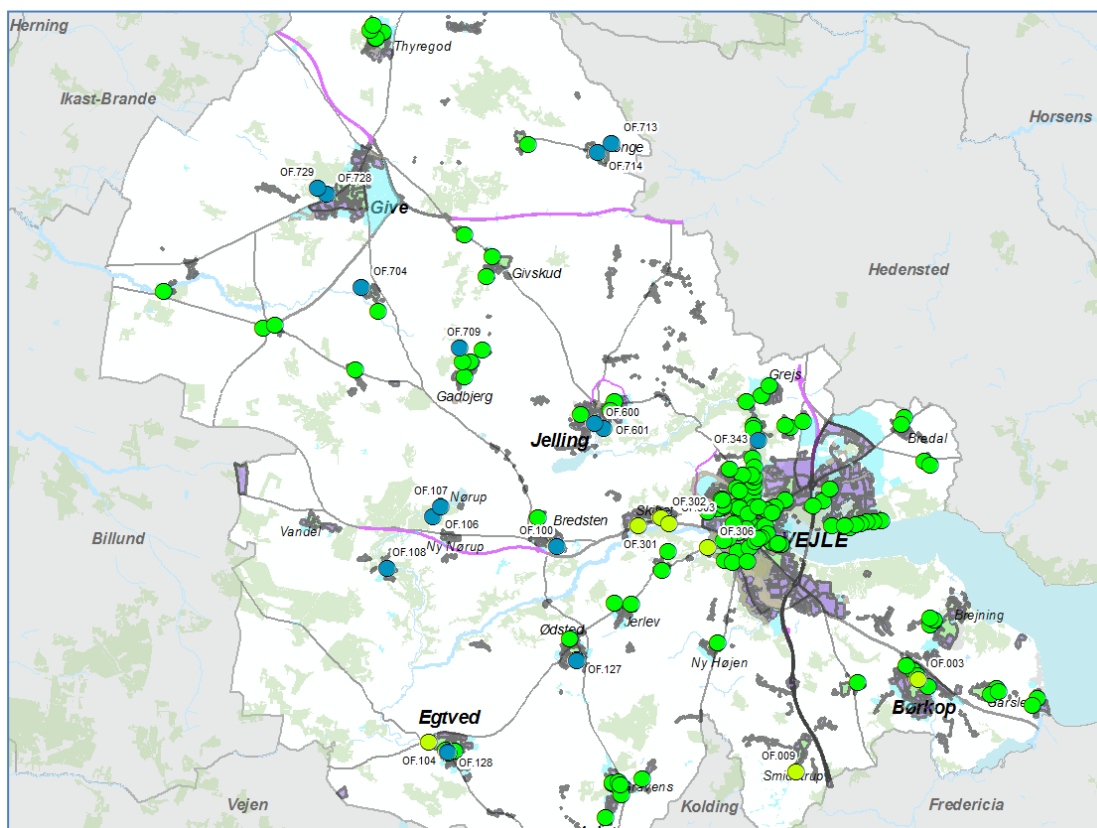 Herning
Thyregod
Ikast-Brande
Horsens
OF.713
OF.714
OF.729
OF.728
Give
Givskud
Hedensted
OF.704
OF.709
Gadbjerg
Grejs
OF.600
OF.601
Jelling
OF.343
Bredal
OF.107
Nørup
OF.302
OF.106
Vandel
Ny Nørup
OF.100
Bredsten
OF.301
OF.306
VEJLE
Billund
OF.108
Ødsted
Jerlev
Brejning
OF.127
Ny Højen
OF.003
Børkop
Egtved
OF.104
OF.128
OF.009
Smidstrup
Vejen
Kolding
Fredericia